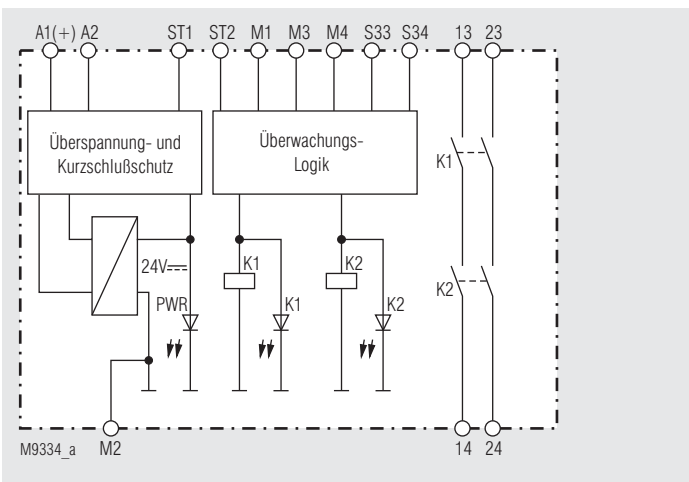 A1(+) A2 ST1 ST2 M1 M3 M4 S33 S34 13 23
Überspannung- und
Kurzschlußschutz
Überwachungs-
Logik
K1
24V
K1
K2
K2
PWR
K1
K2
M9334_a
M2
14 24